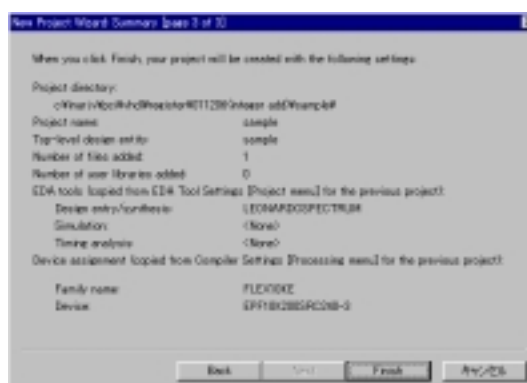 New Project Wizard: Summary [page 3 of 3]
When you click Finish, your project will be created with the following settings:
Project directory:
Project name: sample
Top-level design entity: sample
Number of files added: 1
Number of user libraries added: 0
EDA tools (copied from EDA Tool Settings [Project menu] for the previous project):
Design entry/synthesis: LEONARDOSPECTRUM
Simulation: <None>
Timing analysis: <None>
Device assignment (copied from Compiler Settings [Processing menu] for the previous project):
Family name: FLEX10KE
Device: EPF10K200SRC240-3
Back Next Finish キャンセル